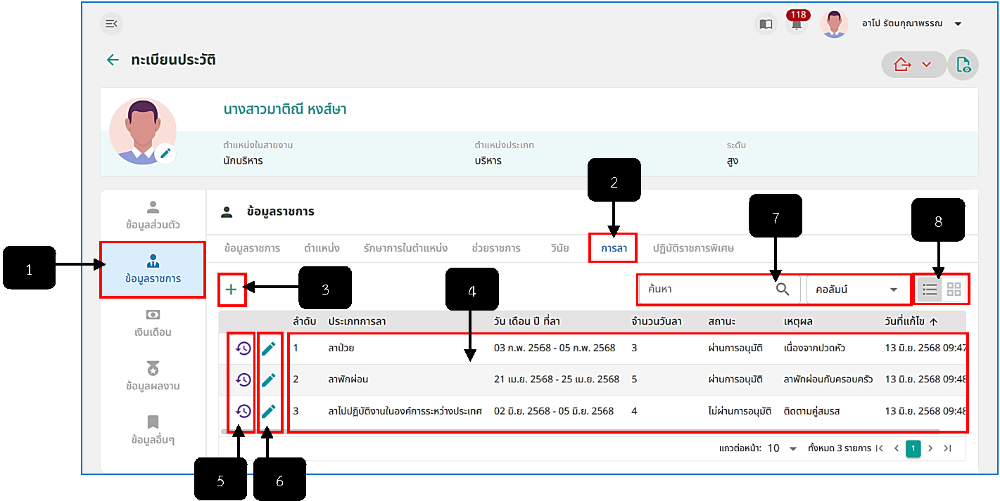 118
อาโป รัตนกุณาพรรณ
ทะเบียนประวัติ
นางสาวมาติณี หงส์ษา
ตำแหน่งในสายงาน ตำแหน่งประเภท ระดับ
นักบริหาร บริหาร สูง
2
7
8
ข้อมูลส่วนตัว
ข้อมูลราชการ
ข้อมูลราชการ ตำแหน่ง รักษาการในตำแหน่ง ช่วยราชการ วินัย การลา ปฏิบัติราชการพิเศษ
1
ข้อมูลราชการ
3
4
ค้นหา คอลัมน์
เงินเดือน
ข้อมูลผลงาน
ข้อมูลอื่นๆ
ลำดับ ประเภทการลา วัน เดือน ปี ที่ลา จำนวนวันลา สถานะ เหตุผล วันที่แก้ไข
1 ลาป่วย 03 ก.พ. 2568 - 05 ก.พ. 2568 3 ผ่านการอนุมัติ เนื่องจากปวดหัว 13 มิ.ย. 2568 09:47
2 ลาพักผ่อน 21 เม.ย. 2568 - 25 เม.ย. 2568 5 ผ่านการอนุมัติ ลาพักผ่อนกับครอบครัว 13 มิ.ย. 2568 09:48
3 ลาไปปฏิบัติงานในองค์การระหว่างประเทศ 02 มิ.ย. 2568 - 05 มิ.ย. 2568 4 ไม่ผ่านการอนุมัติ ติดตามคู่สมรส 13 มิ.ย. 2568 09:48
แถวต่อหน้า: 10 ทั้งหมด 3 รายการ 1
5
6